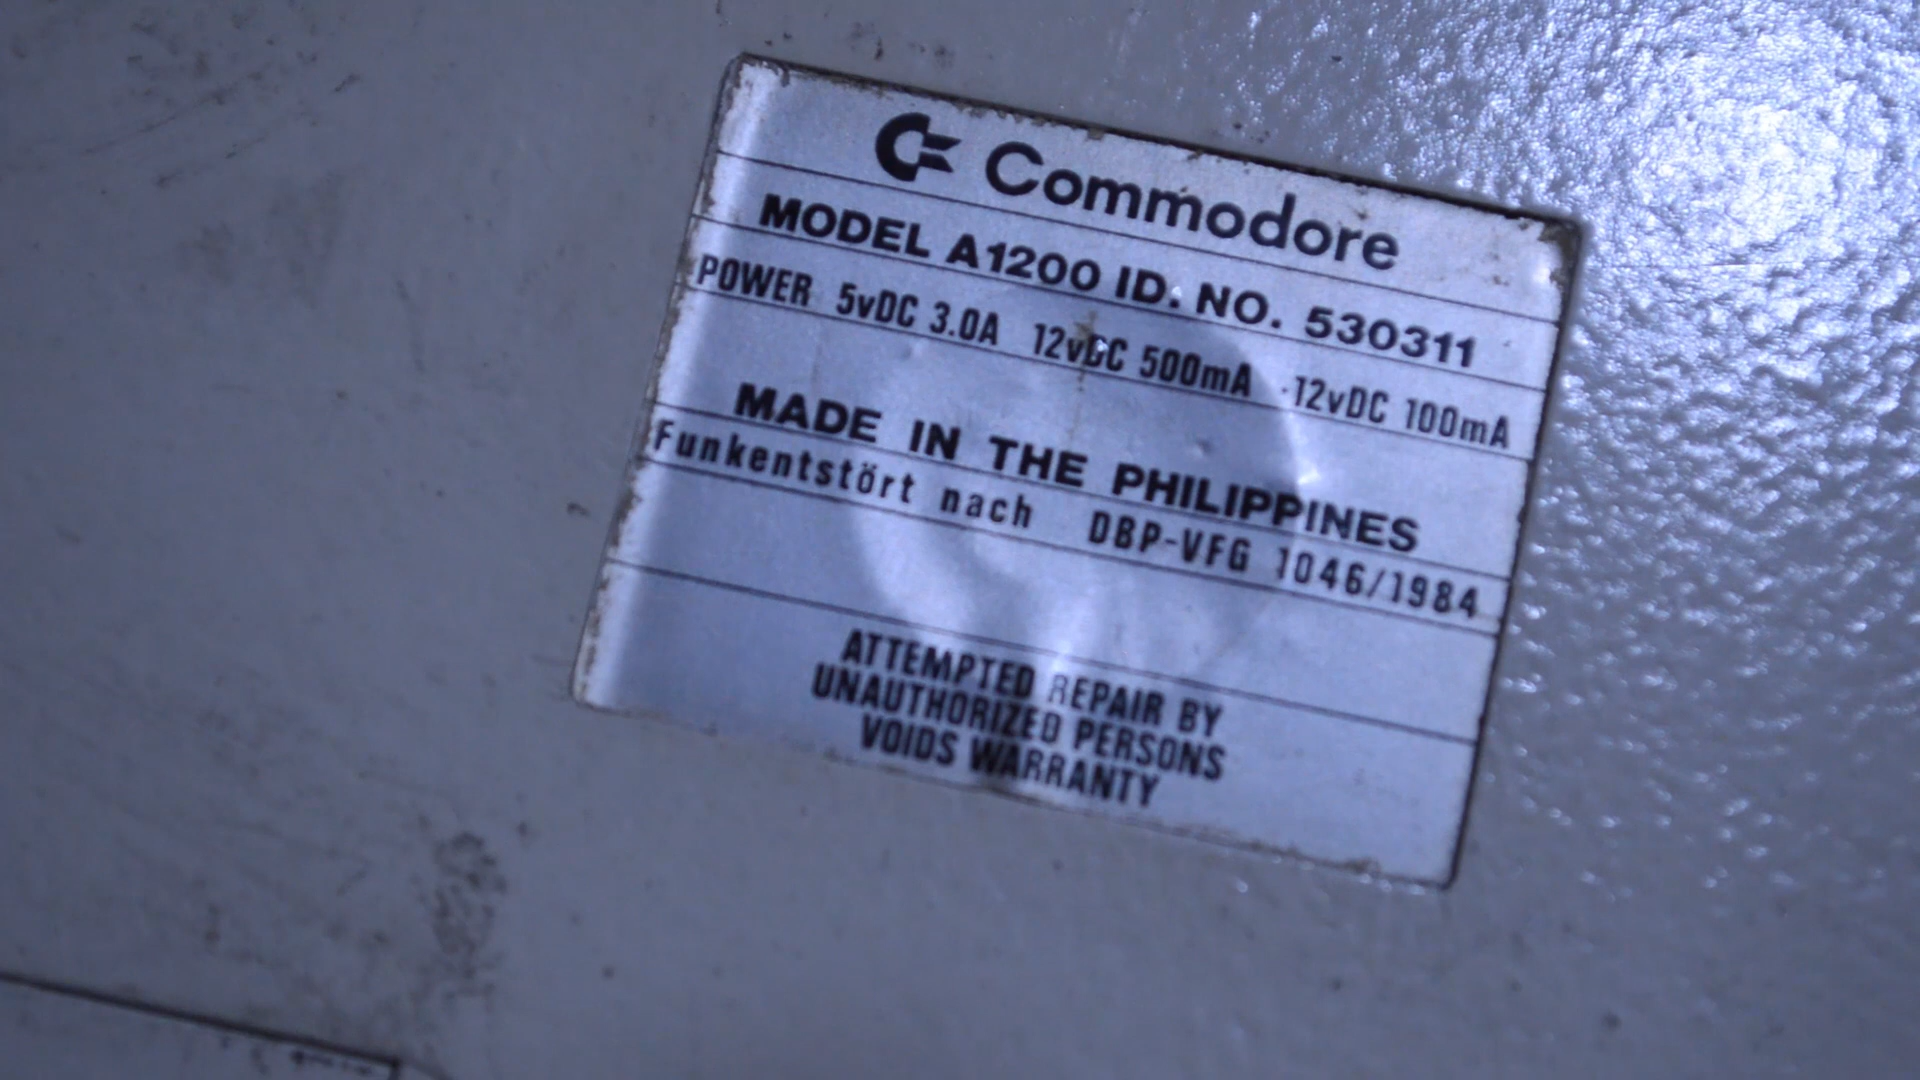 Commodore
MODEL A1200 ID. NO. 530311
POWER 5vDC 3.0A 12vDC 500mA -12vDC 100mA
MADE IN THE PHILIPPINES
Funkentstört nach DBP-VFG 1046/1984
ATTEMPTED REPAIR BY
UNAUTHORIZED PERSONS
VOIDS WARRANTY